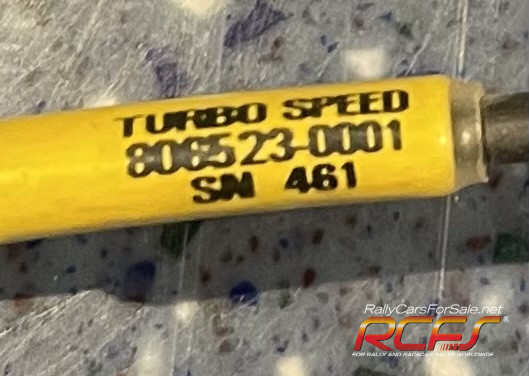 TURBO SPEED
806523-0001
SN 461
RallyCarsForSale.net
RCFS®
FOR RALLY AND RACECAR SALES WORLDWIDE